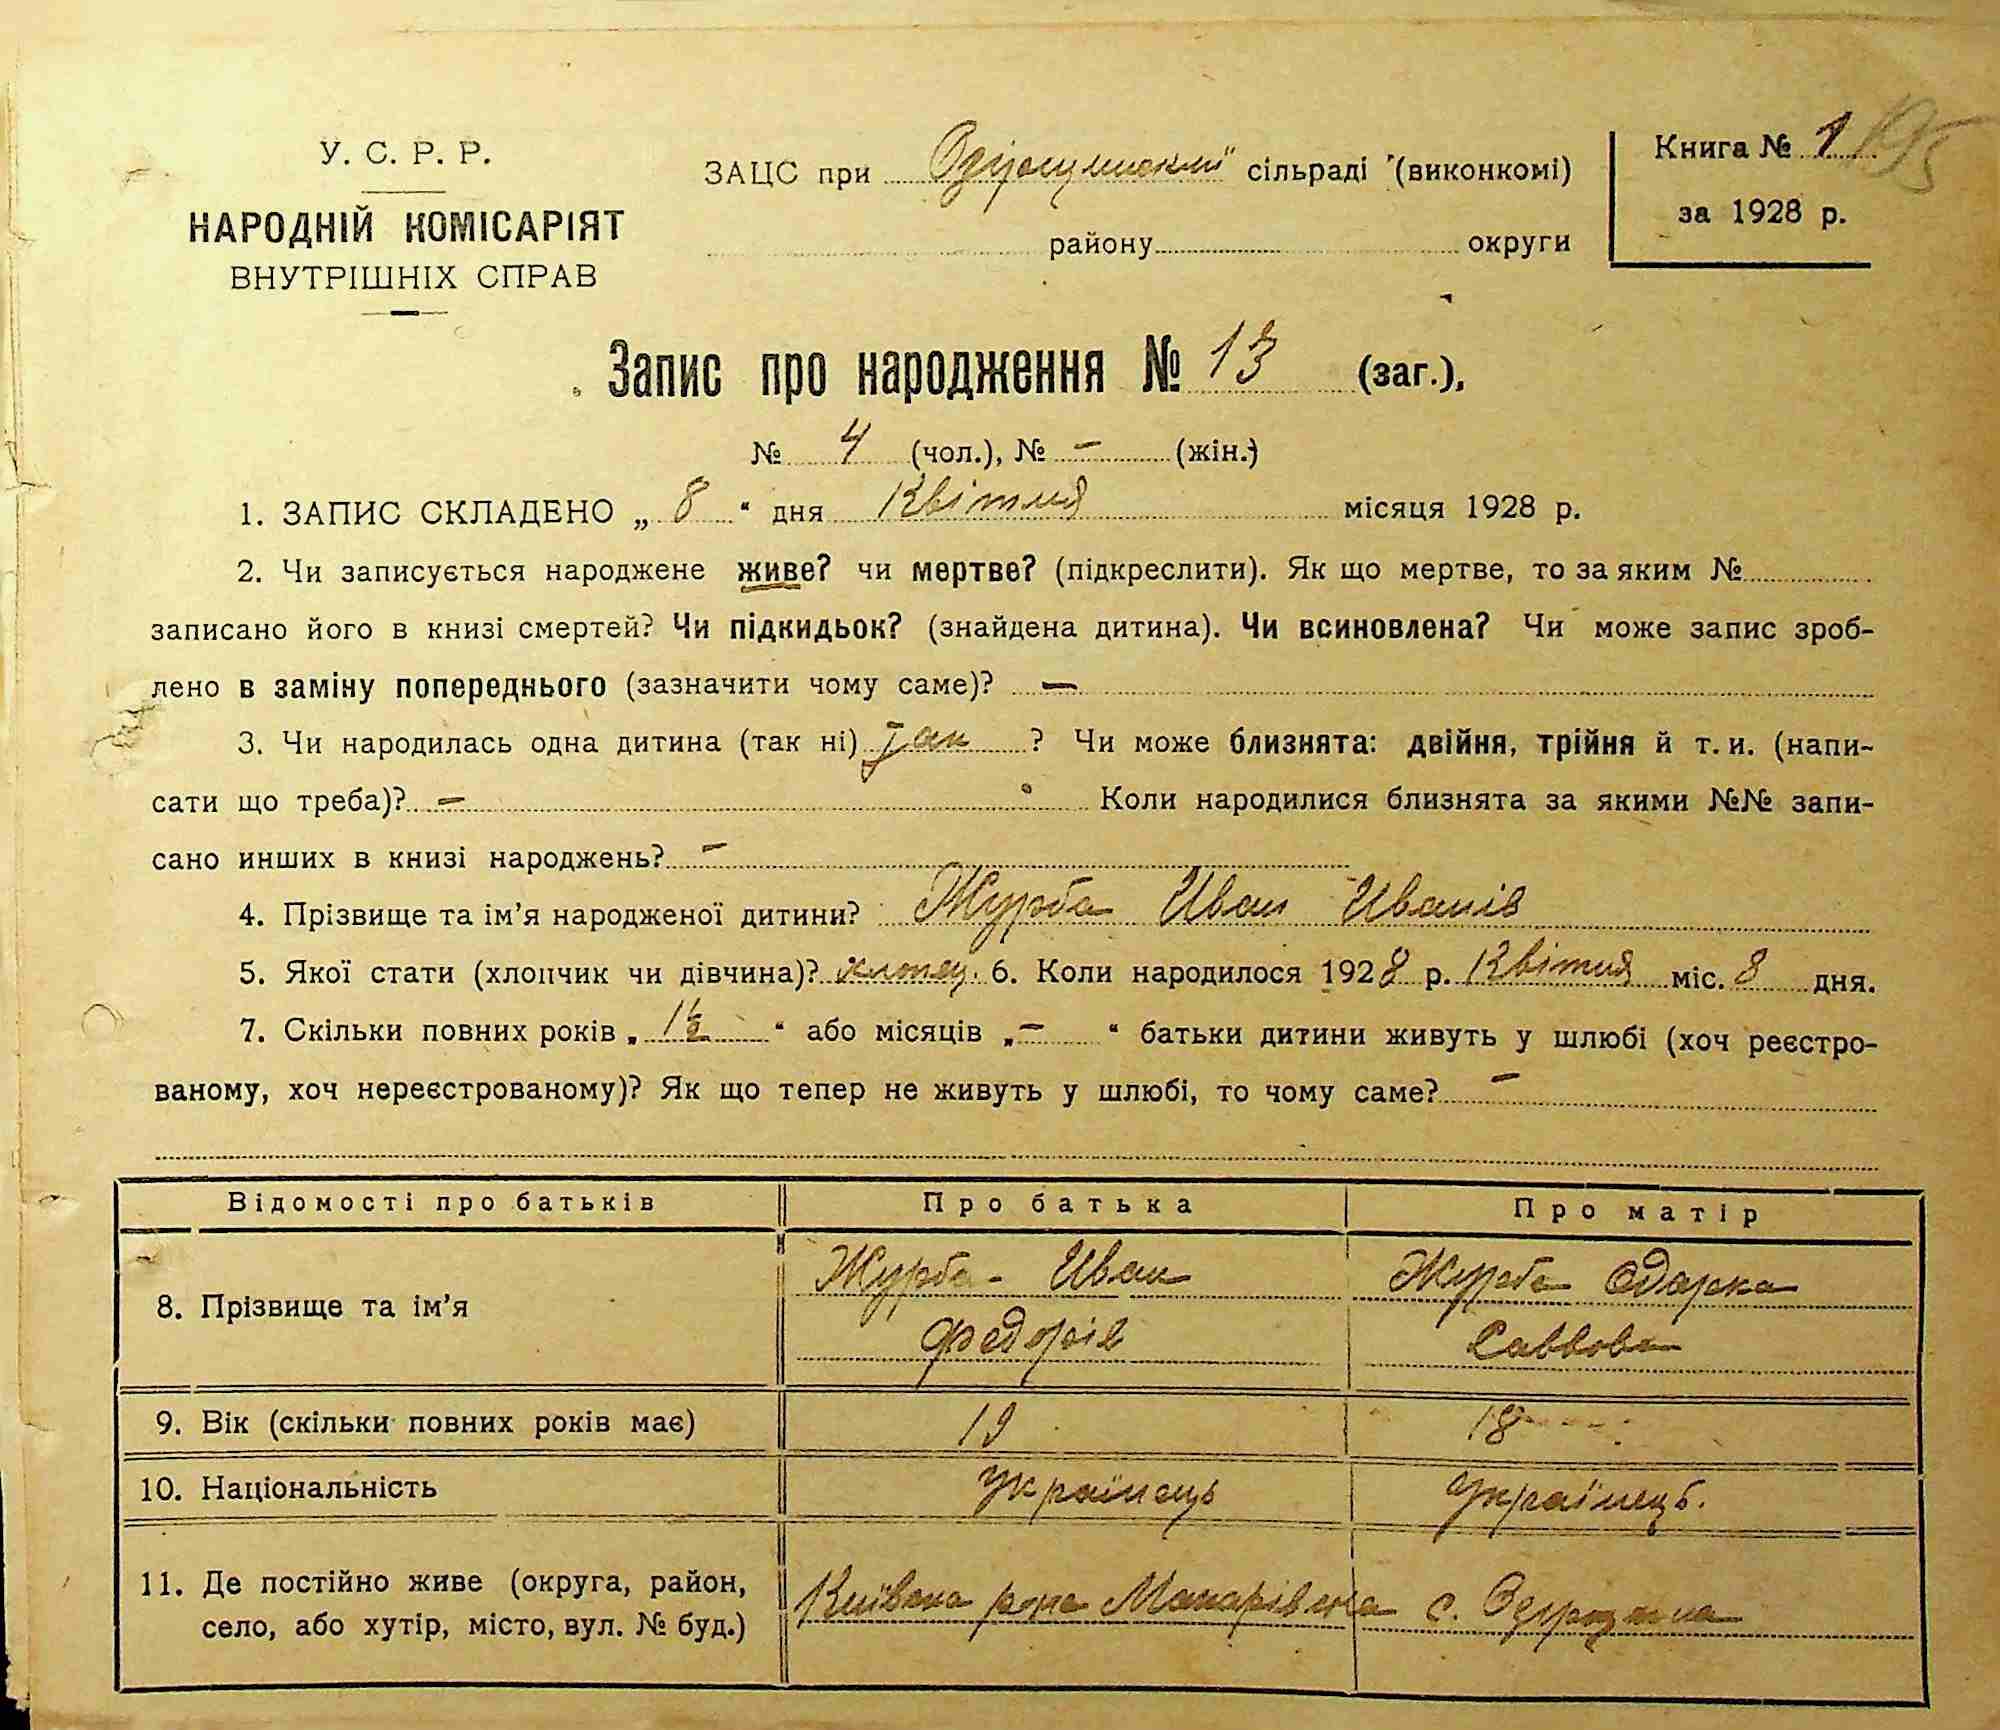 У. С. Р. Р.
НАРОДНІЙ КОМІСАРІЯТ
ВНУТРІШНІХ СПРАВ
ЗАЦС при сільраді (виконкомі)
району округи
Книга № 1 195
за 1928 р.
Запис про народження № 13 (заг.),
№ 4 (чол.), № – (жін.)
1. ЗАПИС СКЛАДЕНО „ 8 “ дня Квітня місяця 1928 р.
2. Чи записується народжене живе? чи мертве? (підкреслити). Як що мертве, то за яким №
записано його в книзі смертей? Чи підкидьок? (знайдена дитина). Чи всиновлена? Чи може запис зроб-
лено в заміну попереднього (зазначити чому саме)? —
3. Чи народилась одна дитина (так ні) так ? Чи може близнята: двійня, трійня й т. и. (напи-
сати що треба)? – Коли народилися близнята за якими №№ запи-
сано инших в книзі народжень? –
4. Прізвище та ім’я народженої дитини? Журба Иван Иванів
5. Якої стати (хлопчик чи дівчина)? хлопец. 6. Коли народилося 1928 р. Квітня міс. 8 дня.
7. Скільки повних років „ 1½ “ або місяців „ – “ батьки дитини живуть у шлюбі (хоч реєстро-
ваному, хоч нереєстрованому)? Як що тепер не живуть у шлюбі, то чому саме? –
Відомості про батьків Про батька Про матір
8. Прізвище та ім’я Журба - Иван Журба Одарка
Федорів Саввова
9. Вік (скільки повних років має) 19 18
10. Національність Українець Українець.
11. Де постійно живе (округа, район,
село, або хутір, місто, вул. № буд.) Київска Макарівска с.